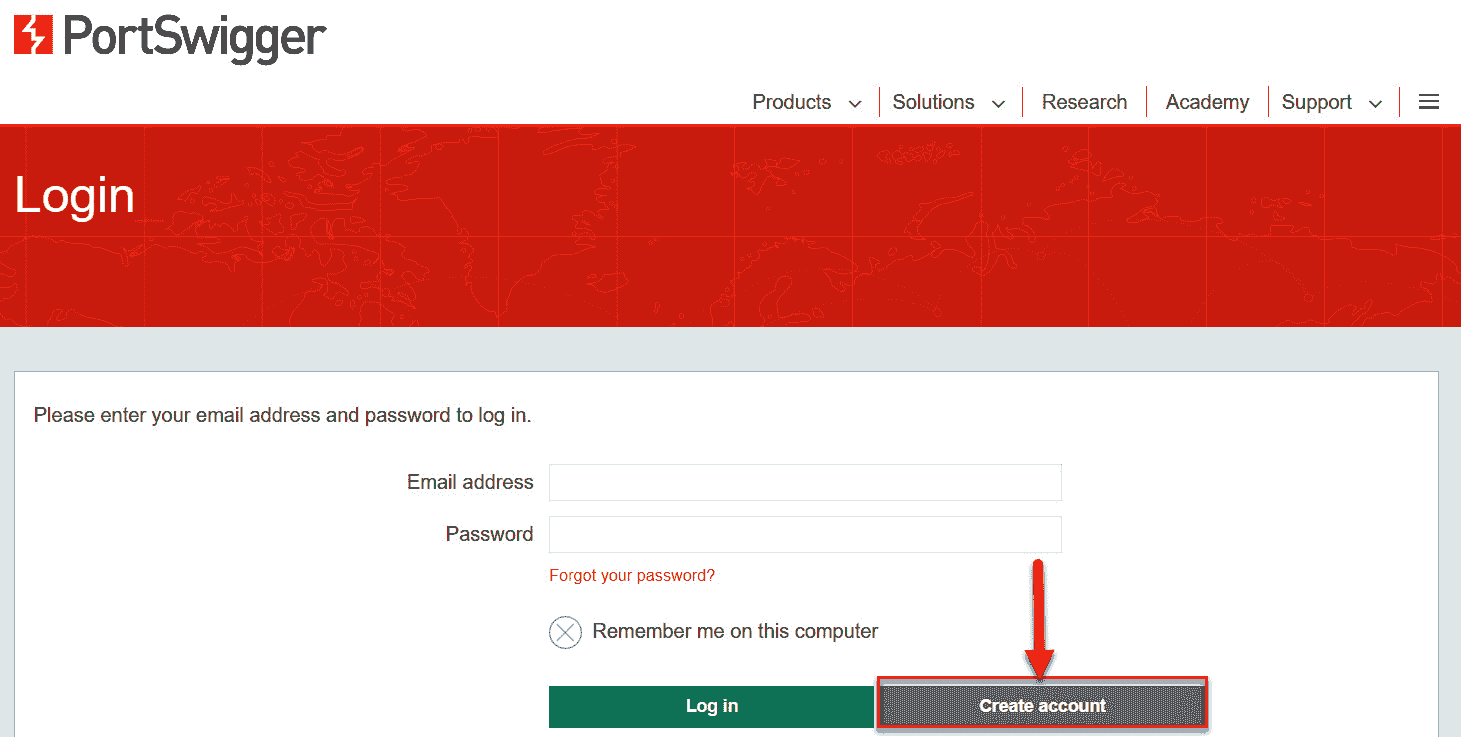 PortSwigger
Products Solutions Research Academy Support
Login
Please enter your email address and password to log in.
Email address
Password
Forgot your password?
Remember me on this computer
Log in Create account